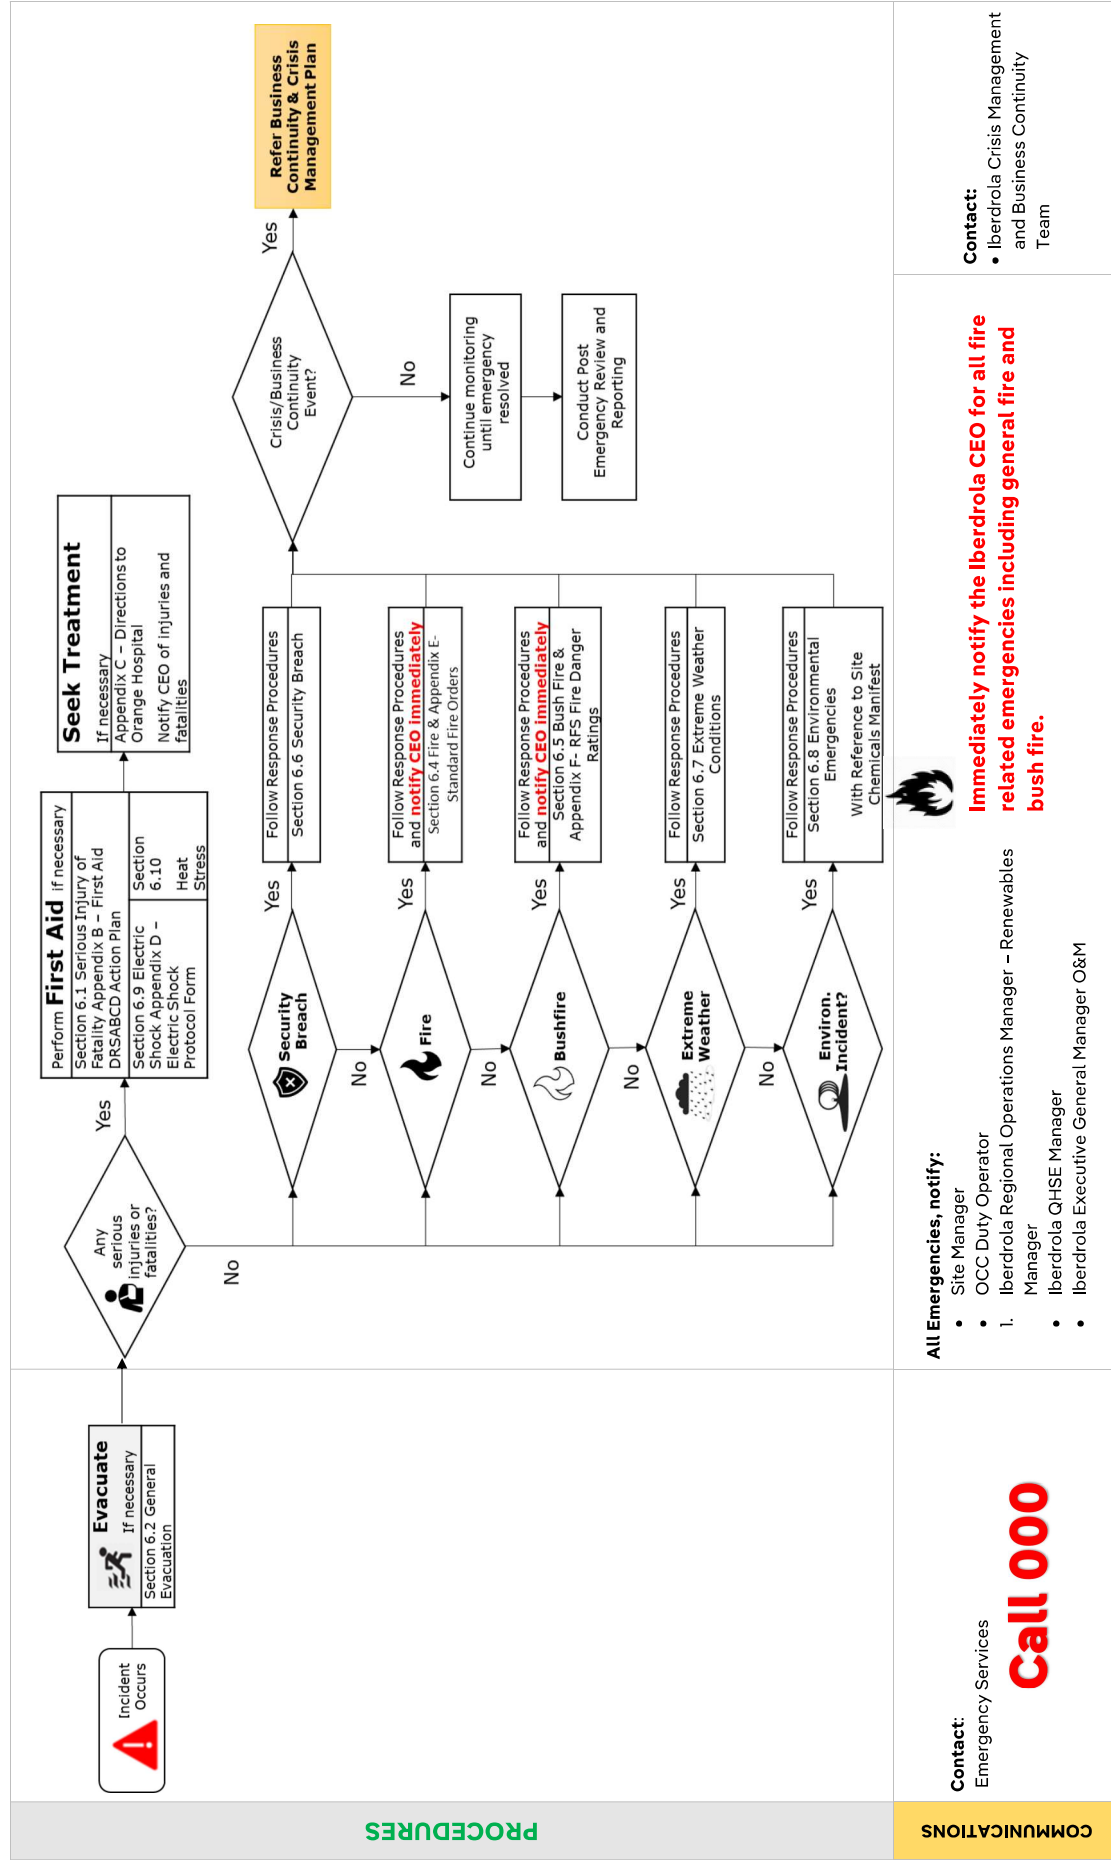 PROCEDURES
Incident
Occurs
Evacuate
If necessary
Section 6.2 General
Evacuation
Any
serious
injuries or
fatalities?
Yes
No
Perform First Aid if necessary
Section 6.1 Serious Injury of
Fatality Appendix B – First Aid
DRSABCD Action Plan
Section 6.9 Electric
Shock Appendix D –
Electric Shock
Protocol Form
Section
6.10
Heat
Stress
Seek Treatment
If necessary
Appendix C – Directions to
Orange Hospital
Notify CEO of injuries and
fatalities
Security
Breach
Yes
No
Follow Response Procedures
Section 6.6 Security Breach
Fire
Yes
No
Follow Response Procedures
and notify CEO immediately
Section 6.4 Fire & Appendix E-
Standard Fire Orders
Bushfire
Yes
No
Follow Response Procedures
and notify CEO immediately
Section 6.5 Bush Fire &
Appendix F- RFS Fire Danger
Ratings
Extreme
Weather
Yes
No
Follow Response Procedures
Section 6.7 Extreme Weather
Conditions
Environ.
Incident?
Yes
Follow Response Procedures
Section 6.8 Environmental
Emergencies
With Reference to Site
Chemicals Manifest
Crisis/Business
Continuity
Event?
Yes
Refer Business
Continuity & Crisis
Management Plan
No
Continue monitoring
until emergency
resolved
Conduct Post
Emergency Review and
Reporting
COMMUNICATIONS
Contact:
Emergency Services
Call 000
All Emergencies, notify:
• Site Manager
• OCC Duty Operator
1. Iberdrola Regional Operations Manager – Renewables
Manager
• Iberdrola QHSE Manager
• Iberdrola Executive General Manager O&M
Immediately notify the Iberdrola CEO for all fire
related emergencies including general fire and
bush fire.
Contact:
• Iberdrola Crisis Management
and Business Continuity
Team